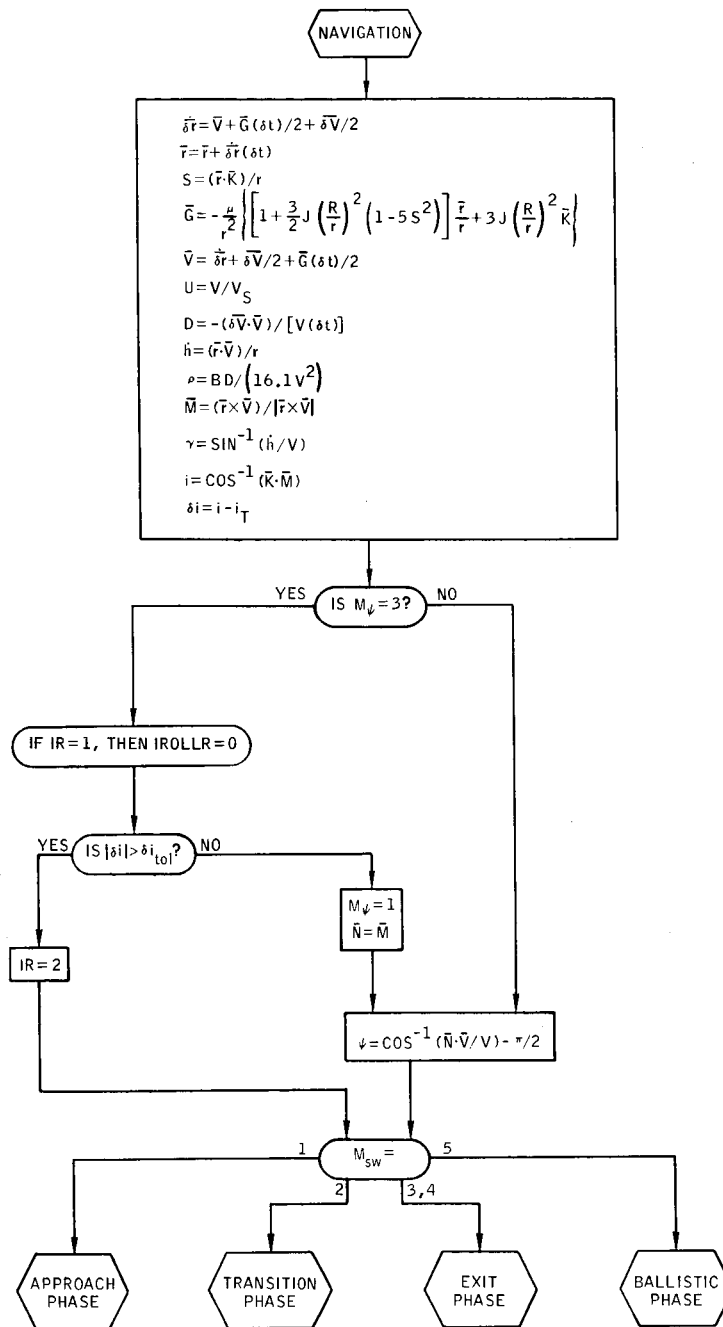 NAVIGATION
δṙ̄ = V̄ + Ḡ(δt)/2 + δV̄/2
r̄ = r̄ + δṙ̄(δt)
S = (r̄·K̄)/r
Ḡ = -μ/r² {[1 + 3/2 J (R/r)² (1-5S²)] r̄/r + 3J (R/r)² K̄}
V̄ = δṙ̄ + δV̄/2 + Ḡ(δt)/2
U = V/V_S
D = -(δV̄·V̄)/[V(δt)]
ḣ = (r̄·V̄)/r
ρ = BD/(16.1V²)
M̄ = (r̄×V̄)/|r̄×V̄|
γ = SIN⁻¹(ḣ/V)
i = COS⁻¹(K̄·M̄)
δi = i - i_T
YES
IS M_ψ = 3?
NO
IF IR=1, THEN IROLLR=0
YES
IS |δi| > δi_tol?
NO
M_ψ = 1
N̄ = M̄
IR=2
ψ = COS⁻¹(N̄·V̄/V) - π/2
1
M_SW =
5
2
3,4
APPROACH
PHASE
TRANSITION
PHASE
EXIT
PHASE
BALLISTIC
PHASE